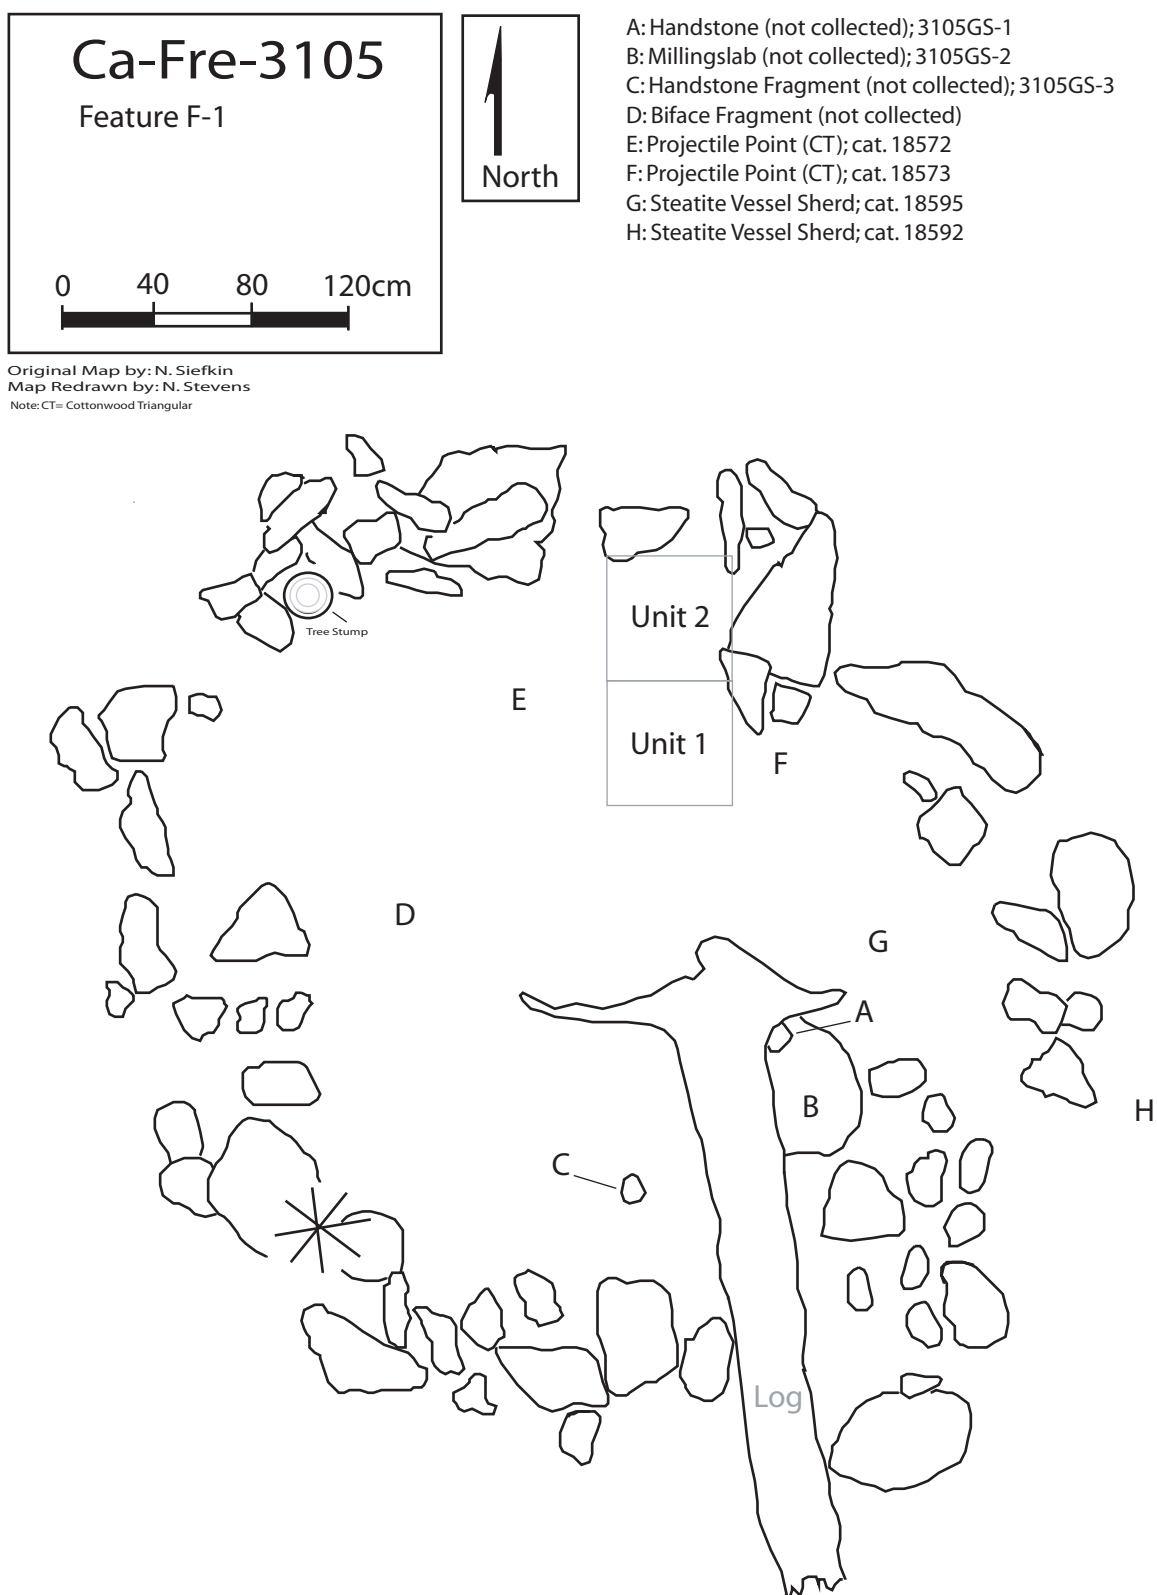 Ca-Fre-3105
Feature F-1
0 40 80 120cm
North
A: Handstone (not collected); 3105GS-1
B: Millingslab (not collected); 3105GS-2
C: Handstone Fragment (not collected); 3105GS-3
D: Biface Fragment (not collected)
E: Projectile Point (CT); cat. 18572
F: Projectile Point (CT); cat. 18573
G: Steatite Vessel Sherd; cat. 18595
H: Steatite Vessel Sherd; cat. 18592
Original Map by: N. Siefkin
Map Redrawn by: N. Stevens
Note: CT= Cottonwood Triangular
Unit 2
Tree Stump
E
Unit 1
F
D
G
A
B
H
C
Log